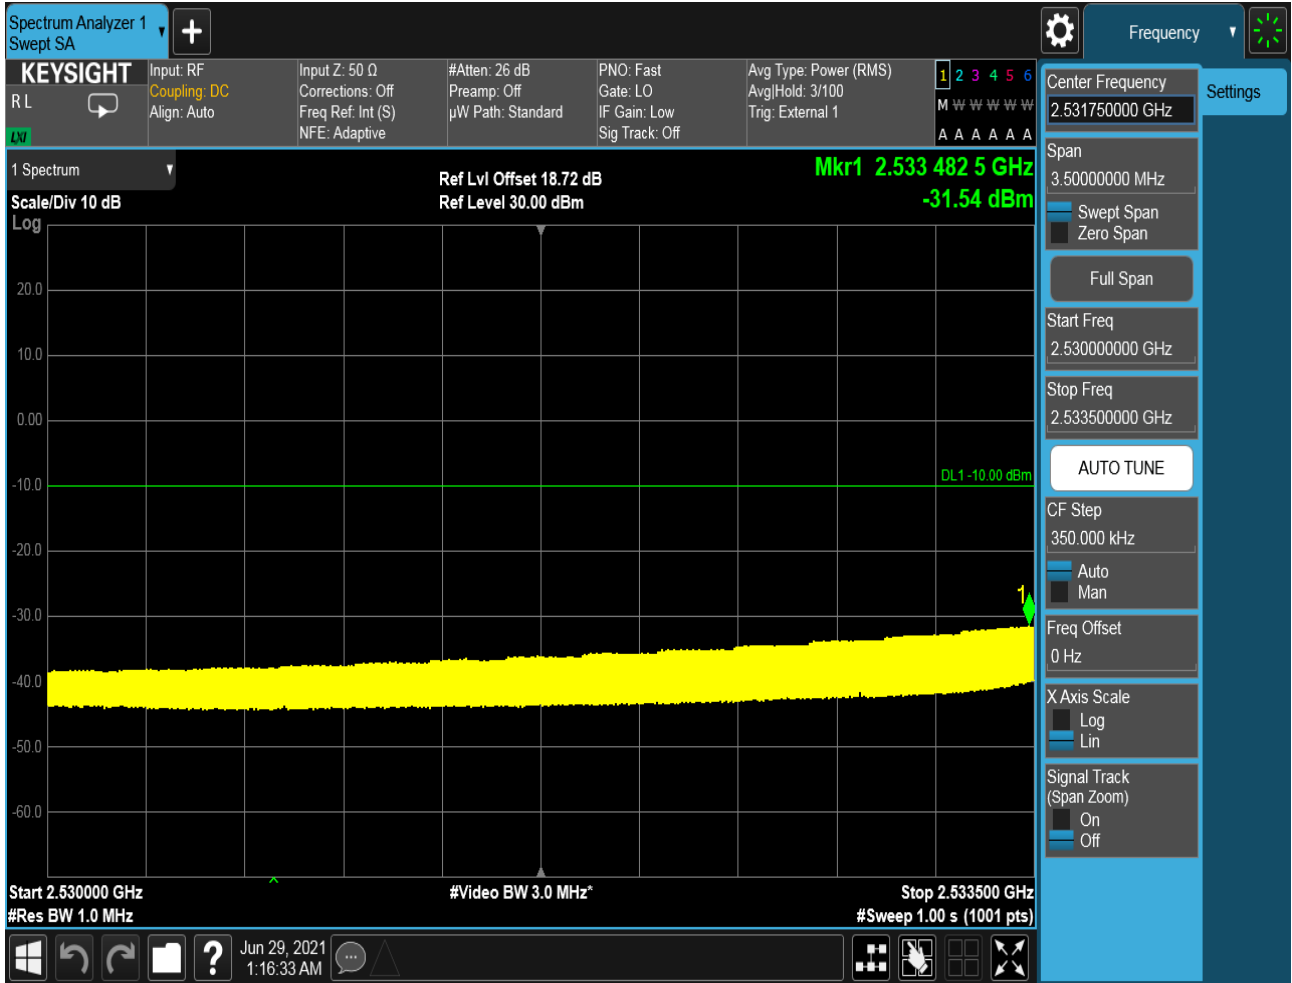 Spectrum Analyzer 1
Swept SA
Frequency
KEYSIGHT
R L
LXI
Input: RF
Coupling: DC
Align: Auto
Input Z: 50 Ω
Corrections: Off
Freq Ref: Int (S)
NFE: Adaptive
#Atten: 26 dB
Preamp: Off
µW Path: Standard
PNO: Fast
Gate: LO
IF Gain: Low
Sig Track: Off
Avg Type: Power (RMS)
Avg|Hold: 3/100
Trig: External 1
1 2 3 4 5 6
M W W W W W
A A A A A A
1 Spectrum
Scale/Div 10 dB
Log
Ref Lvl Offset 18.72 dB
Ref Level 30.00 dBm
Mkr1 2.533 482 5 GHz
-31.54 dBm
20.0
10.0
0.00
DL1 -10.00 dBm
-10.0
-20.0
1
-30.0
-40.0
-50.0
-60.0
Start 2.530000 GHz
#Video BW 3.0 MHz*
Stop 2.533500 GHz
#Res BW 1.0 MHz
#Sweep 1.00 s (1001 pts)
?
Jun 29, 2021
1:16:33 AM
Center Frequency
2.531750000 GHz
Settings
Span
3.50000000 MHz
Swept Span
Zero Span
Full Span
Start Freq
2.530000000 GHz
Stop Freq
2.533500000 GHz
AUTO TUNE
CF Step
350.000 kHz
Auto
Man
Freq Offset
0 Hz
X Axis Scale
Log
Lin
Signal Track
(Span Zoom)
On
Off